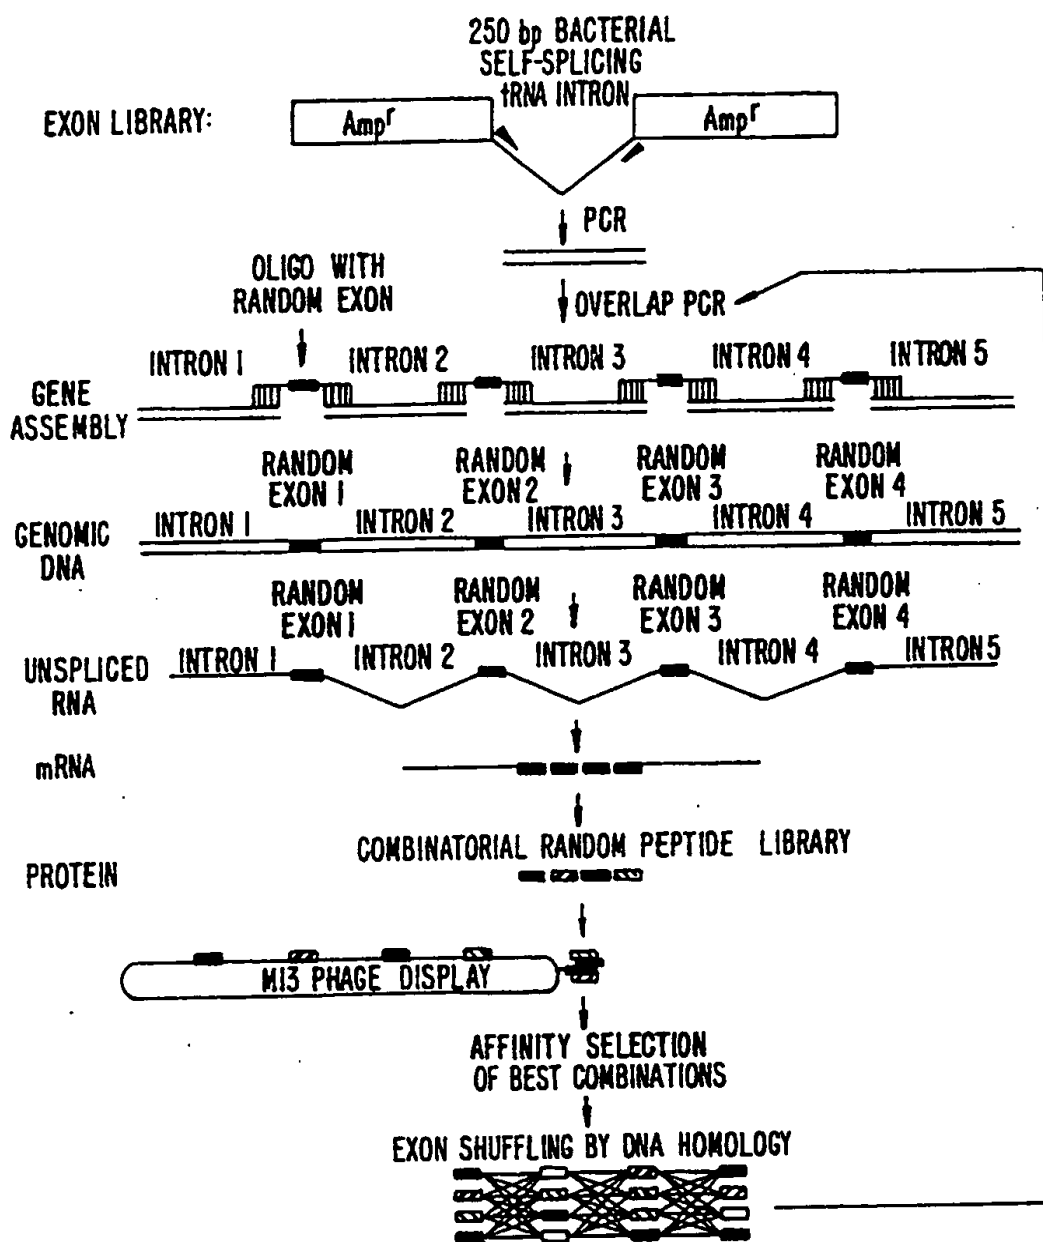 250 bp BACTERIAL
SELF-SPLICING
tRNA INTRON
EXON LIBRARY:
Ampr
Ampr
PCR
OLIGO WITH
RANDOM EXON
OVERLAP PCR
INTRON 1
INTRON 2
INTRON 3
INTRON 4
INTRON 5
GENE
ASSEMBLY
RANDOM
EXON 1
RANDOM
EXON 2
RANDOM
EXON 3
RANDOM
EXON 4
INTRON 1
INTRON 2
INTRON 3
INTRON 4
INTRON 5
GENOMIC
DNA
RANDOM
EXON 1
RANDOM
EXON 2
RANDOM
EXON 3
RANDOM
EXON 4
INTRON 1
INTRON 2
INTRON 3
INTRON 4
INTRON 5
UNSPLICED
RNA
mRNA
COMBINATORIAL RANDOM PEPTIDE LIBRARY
PROTEIN
M13 PHAGE DISPLAY
AFFINITY SELECTION
OF BEST COMBINATIONS
EXON SHUFFLING BY DNA HOMOLOGY